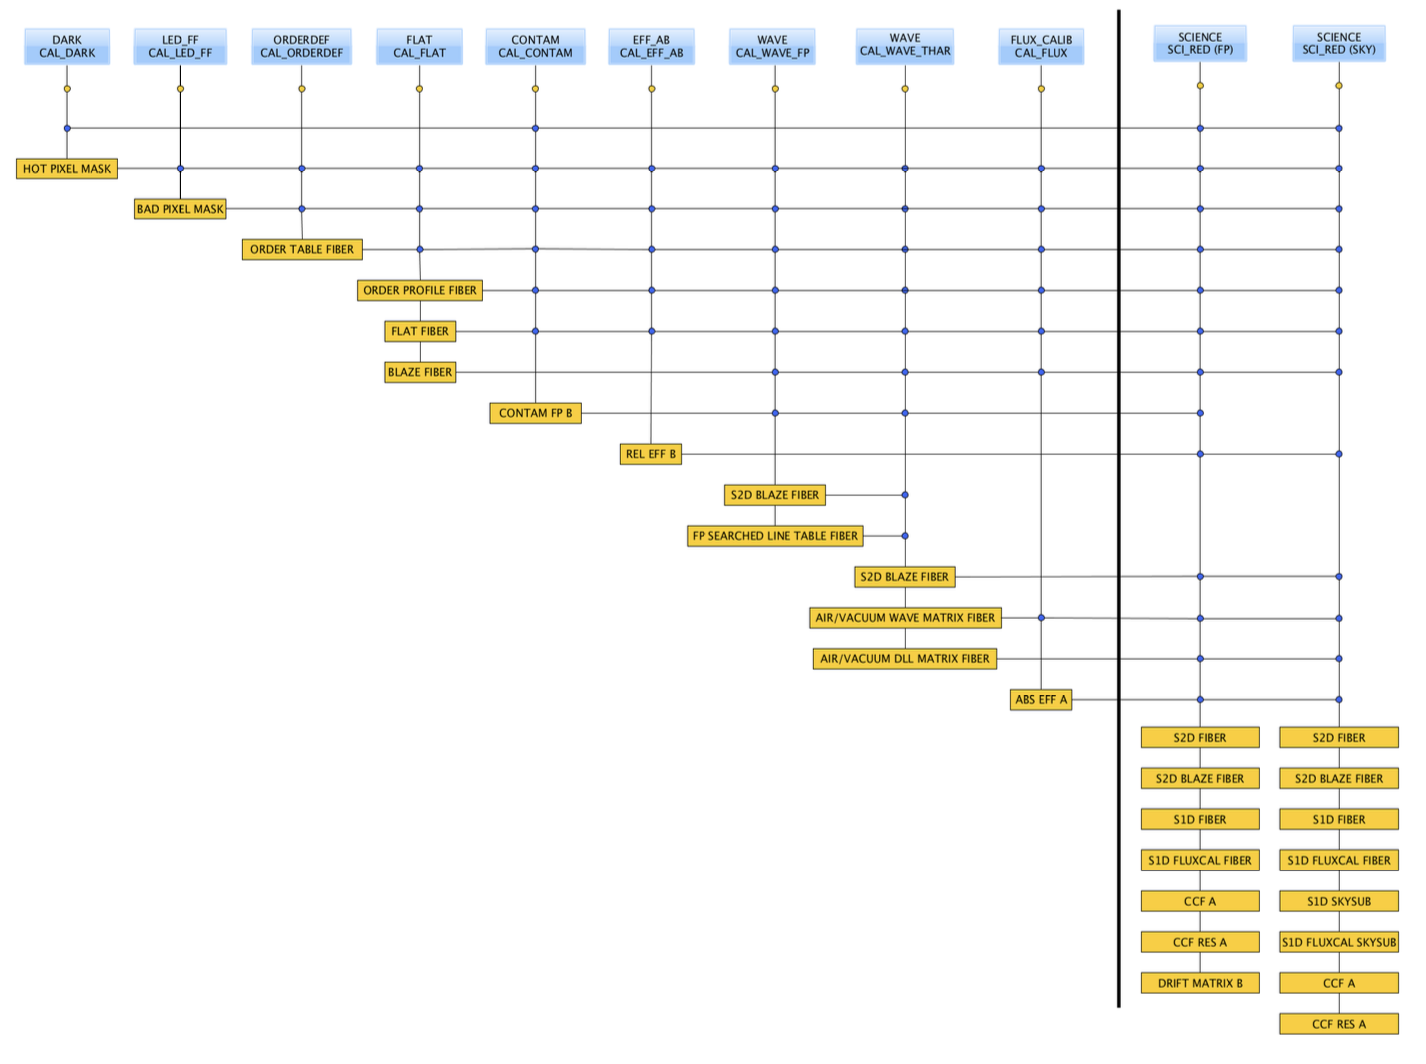 DARK
CAL_DARK
LED_FF
CAL_LED_FF
ORDERDEF
CAL_ORDERDEF
FLAT
CAL_FLAT
CONTAM
CAL_CONTAM
EFF_AB
CAL_EFF_AB
WAVE
CAL_WAVE_FP
WAVE
CAL_WAVE_THAR
FLUX_CALIB
CAL_FLUX
SCIENCE
SCI_RED (FP)
SCIENCE
SCI_RED (SKY)
HOT PIXEL MASK
BAD PIXEL MASK
ORDER TABLE FIBER
ORDER PROFILE FIBER
FLAT FIBER
BLAZE FIBER
CONTAM FP B
REL EFF B
S2D BLAZE FIBER
FP SEARCHED LINE TABLE FIBER
S2D BLAZE FIBER
AIR/VACUUM WAVE MATRIX FIBER
AIR/VACUUM DLL MATRIX FIBER
ABS EFF A
S2D FIBER
S2D BLAZE FIBER
S1D FIBER
S1D FLUXCAL FIBER
CCF A
CCF RES A
DRIFT MATRIX B
S2D FIBER
S2D BLAZE FIBER
S1D FIBER
S1D FLUXCAL FIBER
S1D SKYSUB
S1D FLUXCAL SKYSUB
CCF A
CCF RES A